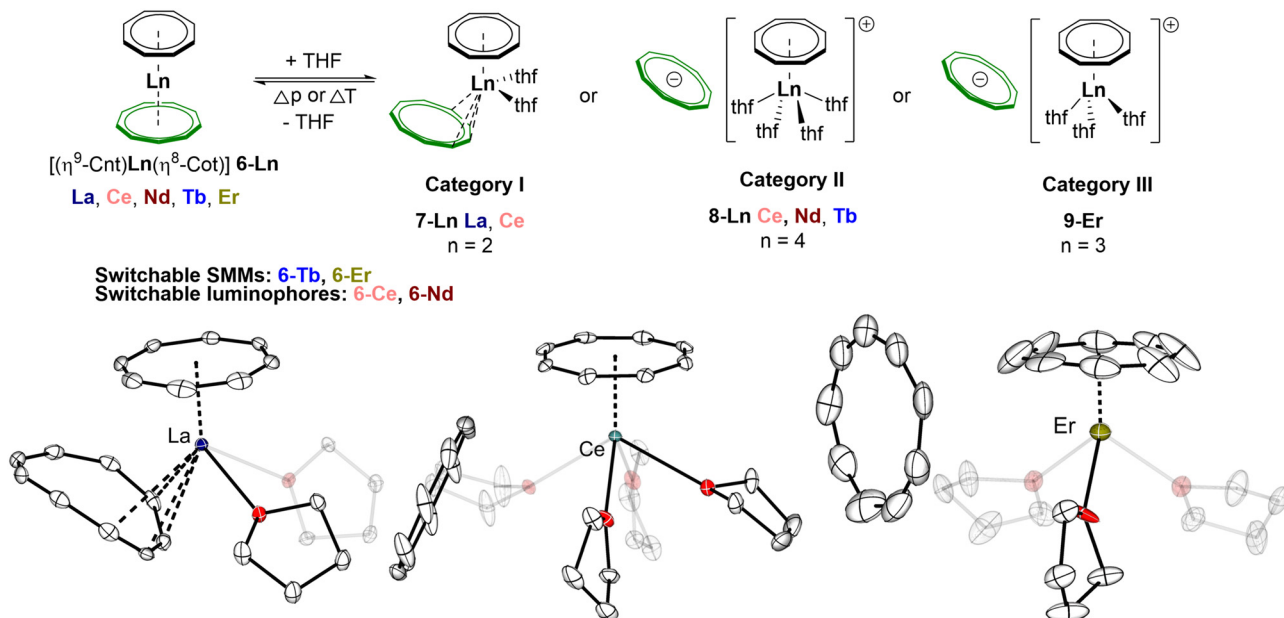 Ln
+ THF
△p or △T
- THF
[(η⁹-Cnt)Ln(η⁸-Cot)] 6-Ln
La, Ce, Nd, Tb, Er
Ln
thf
thf
Category I
7-Ln La, Ce
n = 2
or
⊖
Ln
thf
thf
thf
thf
⊕
Category II
8-Ln Ce, Nd, Tb
n = 4
or
⊖
Ln
thf
thf
thf
⊕
Category III
9-Er
n = 3
Switchable SMMs: 6-Tb, 6-Er
Switchable luminophores: 6-Ce, 6-Nd
La
Ce
Er